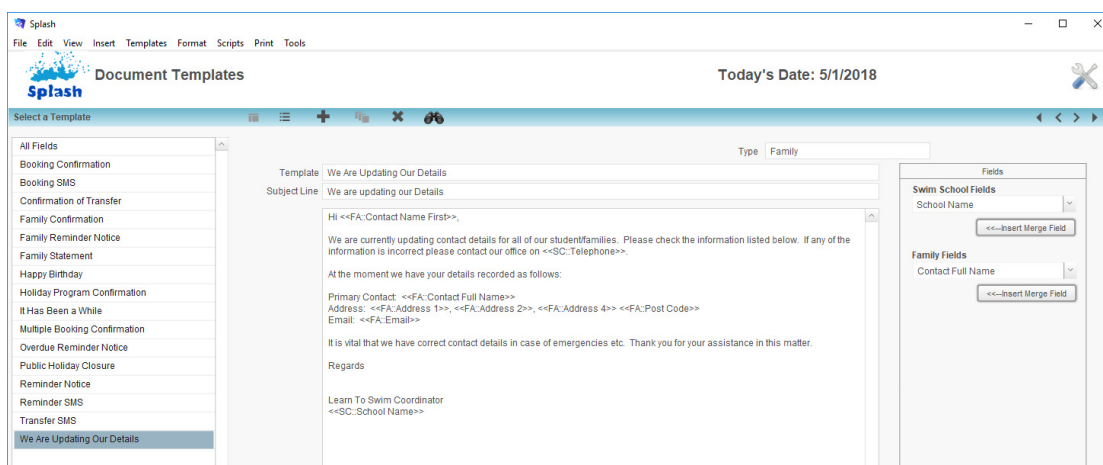 Splash
File Edit View Insert Templates Format Scripts Print Tools
Splash
Document Templates
Today's Date: 5/1/2018
Select a Template
All Fields
Booking Confirmation
Booking SMS
Confirmation of Transfer
Family Confirmation
Family Reminder Notice
Family Statement
Happy Birthday
Holiday Program Confirmation
It Has Been a While
Multiple Booking Confirmation
Overdue Reminder Notice
Public Holiday Closure
Reminder Notice
Reminder SMS
Transfer SMS
We Are Updating Our Details
Type Family
Template We Are Updating Our Details
Subject Line We are updating our Details
Hi <<FA::Contact Name First>>,
We are currently updating contact details for all of our student/families. Please check the information listed below. If any of the
information is incorrect please contact our office on <<SC::Telephone>>.
At the moment we have your details recorded as follows:
Primary Contact: <<FA::Contact Full Name>>
Address: <<FA::Address 1>>, <<FA::Address 2>>, <<FA::Address 4>> <<FA::Post Code>>
Email: <<FA::Email>>
It is vital that we have correct contact details in case of emergencies etc. Thank you for your assistance in this matter.
Regards
Learn To Swim Coordinator
<<SC::School Name>>
Fields
Swim School Fields
School Name
<<--Insert Merge Field
Family Fields
Contact Full Name
<<--Insert Merge Field